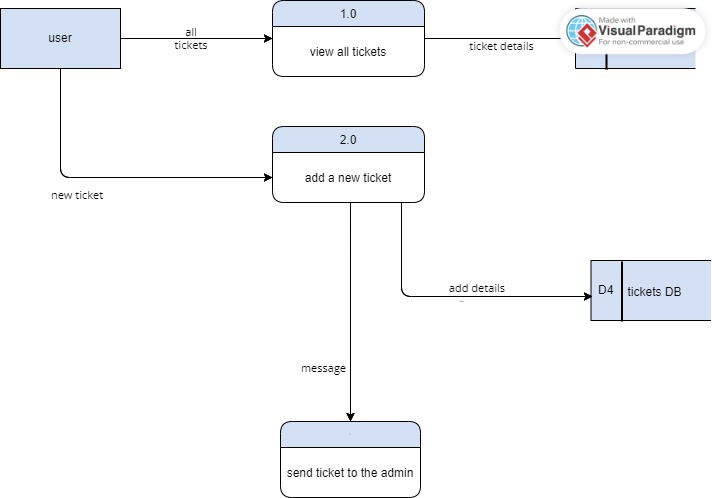 user
all
tickets
1.0
view all tickets
ticket details
Made with
Visual Paradigm
For non-commercial use
2.0
add a new ticket
new ticket
add details
D4
tickets DB
message
send ticket to the admin